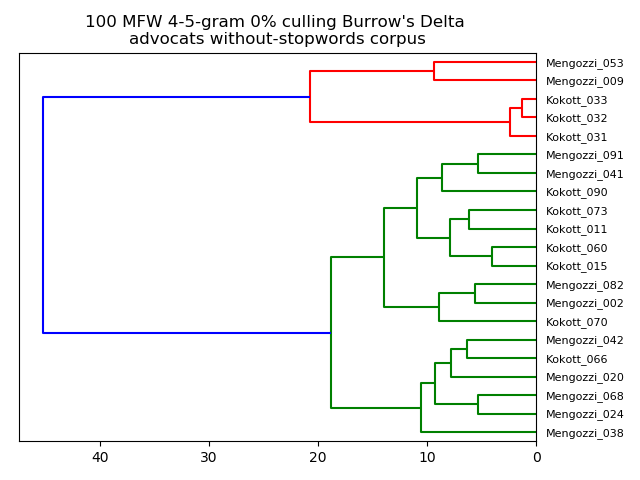 100 MFW 4-5-gram 0% culling Burrow's Delta
advocats without-stopwords corpus
Mengozzi_053
Mengozzi_009
Kokott_033
Kokott_032
Kokott_031
Mengozzi_091
Mengozzi_041
Kokott_090
Kokott_073
Kokott_011
Kokott_060
Kokott_015
Mengozzi_082
Mengozzi_002
Kokott_070
Mengozzi_042
Kokott_066
Mengozzi_020
Mengozzi_068
Mengozzi_024
Mengozzi_038
40 30 20 10 0